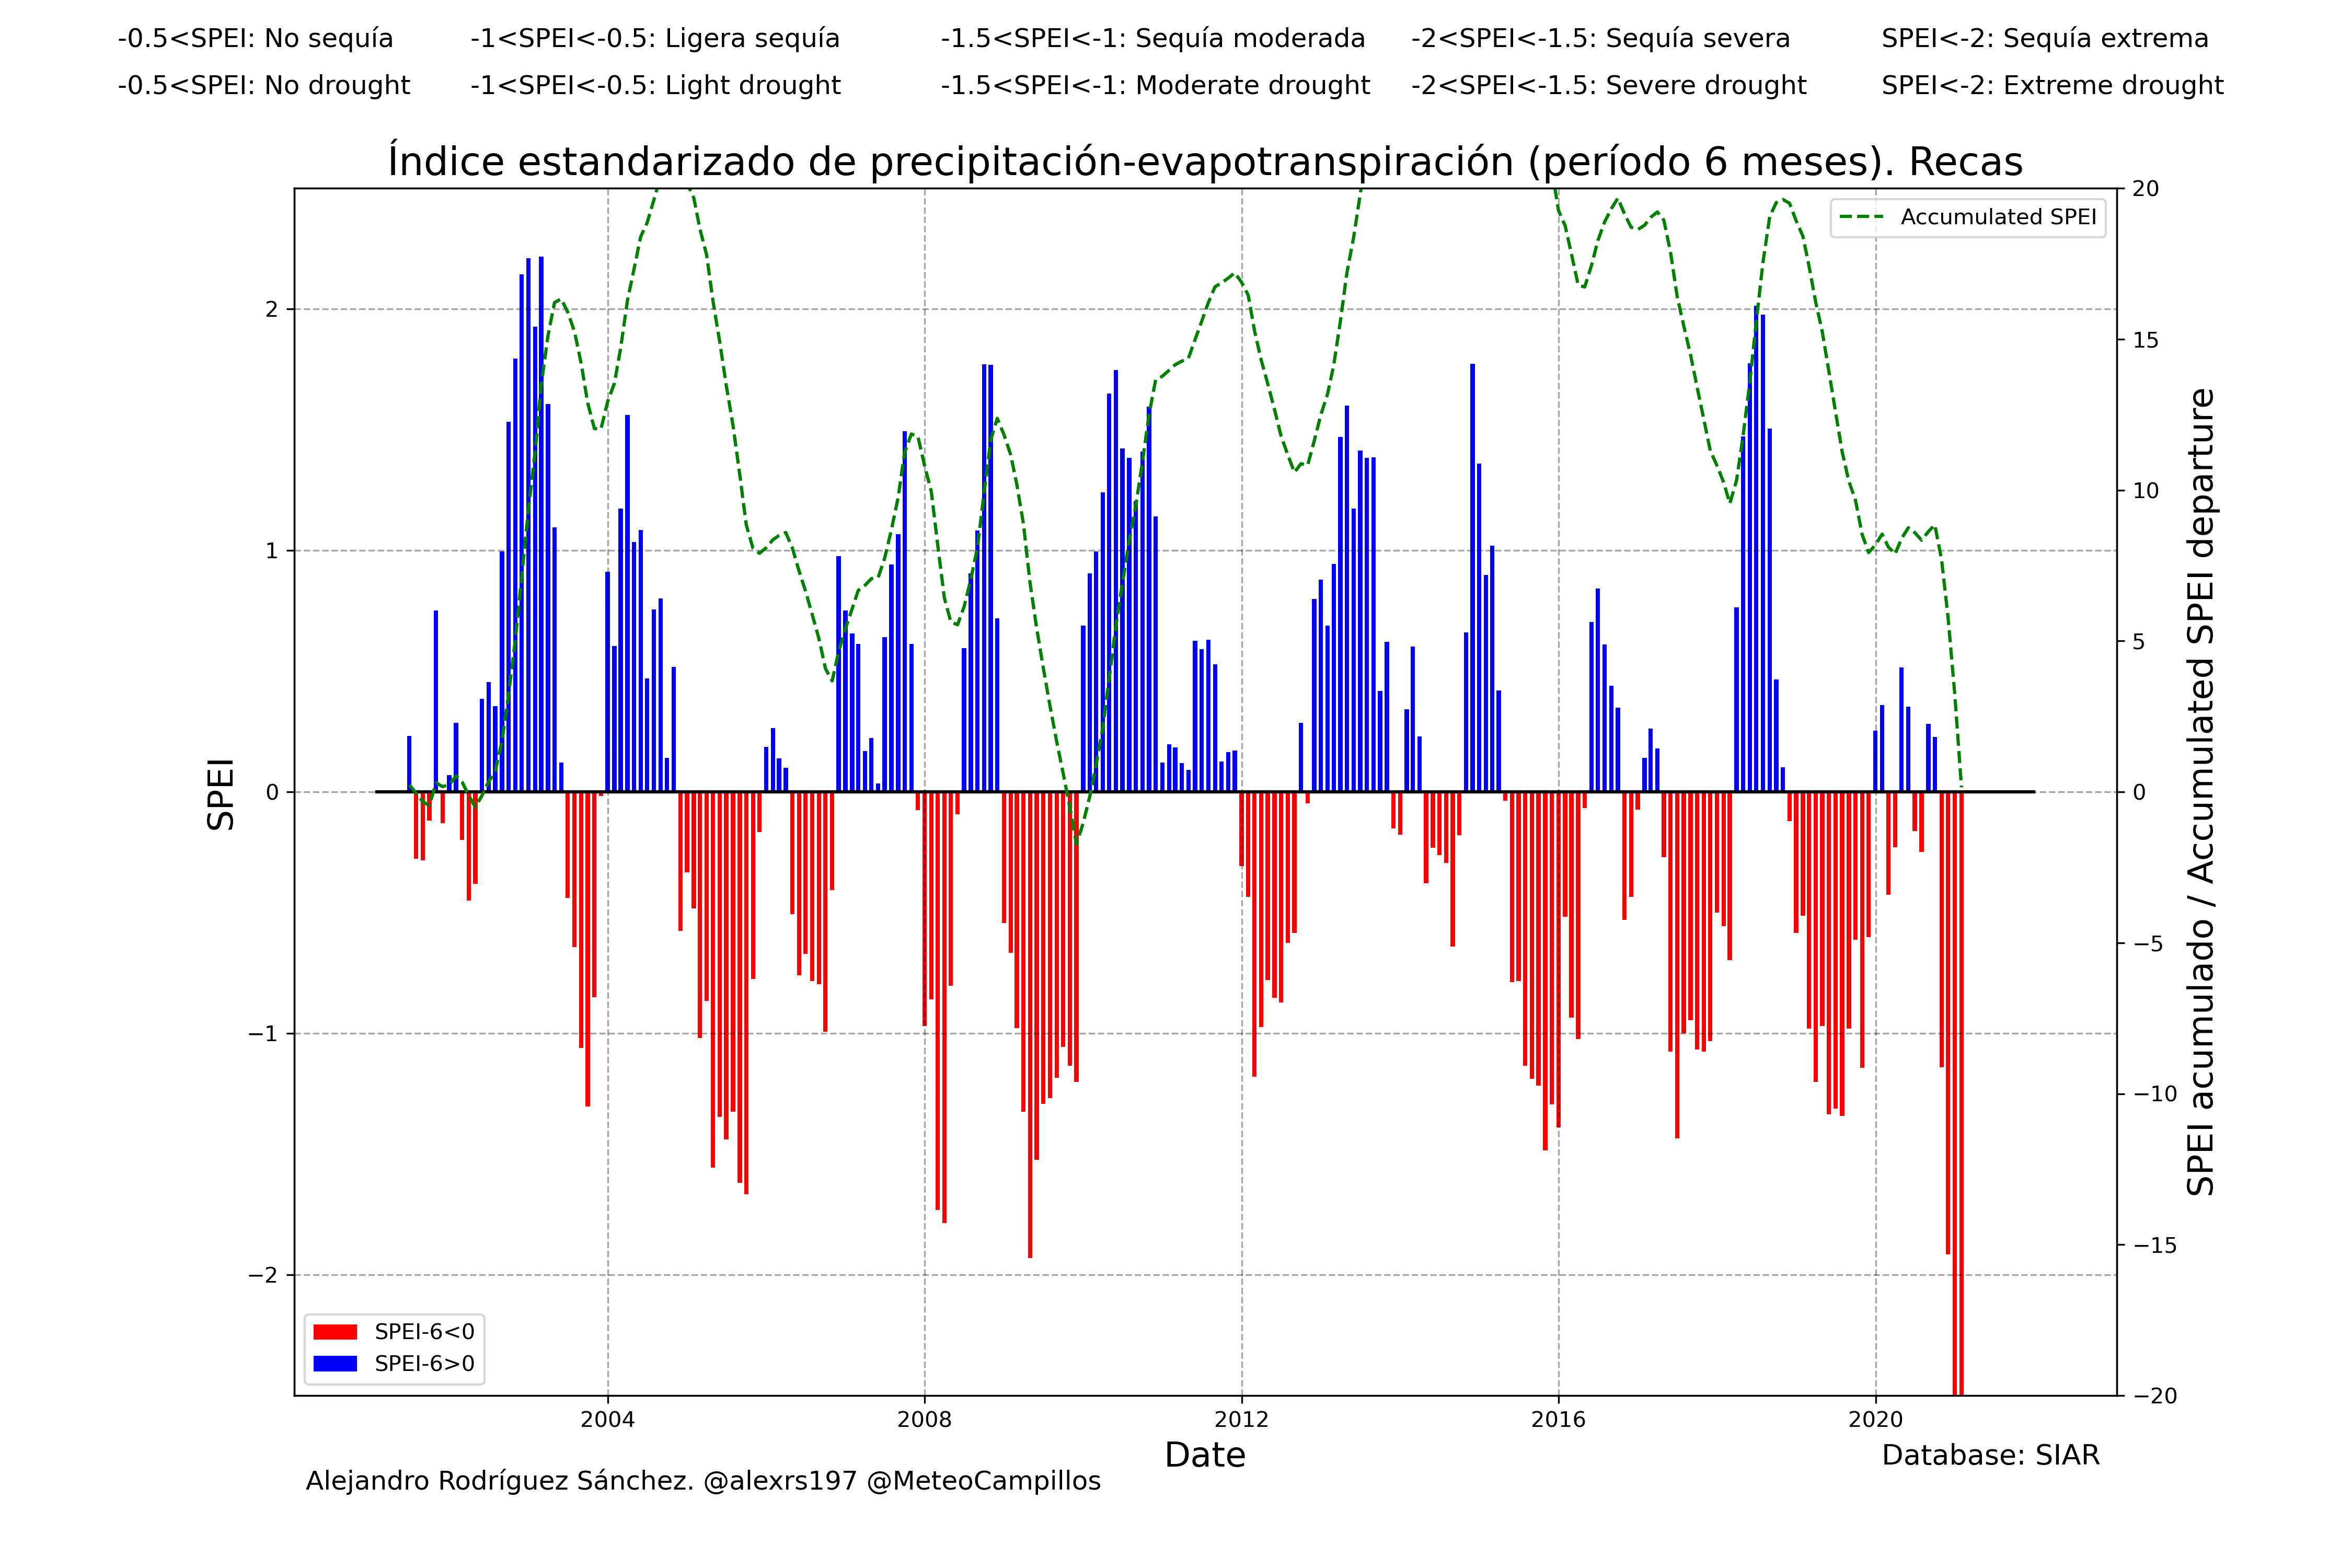 -0.5<SPEI: No sequía -1<SPEI<-0.5: Ligera sequía -1.5<SPEI<-1: Sequía moderada -2<SPEI<-1.5: Sequía severa SPEI<-2: Sequía extrema
-0.5<SPEI: No drought -1<SPEI<-0.5: Light drought -1.5<SPEI<-1: Moderate drought -2<SPEI<-1.5: Severe drought SPEI<-2: Extreme drought
Índice estandarizado de precipitación-evapotranspiración (período 6 meses). Recas
Accumulated SPEI
SPEI
2
1
0
−1
−2
20
15
10
5
0
−5
−10
−15
−20
SPEI acumulado / Accumulated SPEI departure
SPEI-6<0
SPEI-6>0
2004 2008 2012 2016 2020
Date
Database: SIAR
Alejandro Rodríguez Sánchez. @alexrs197 @MeteoCampillos